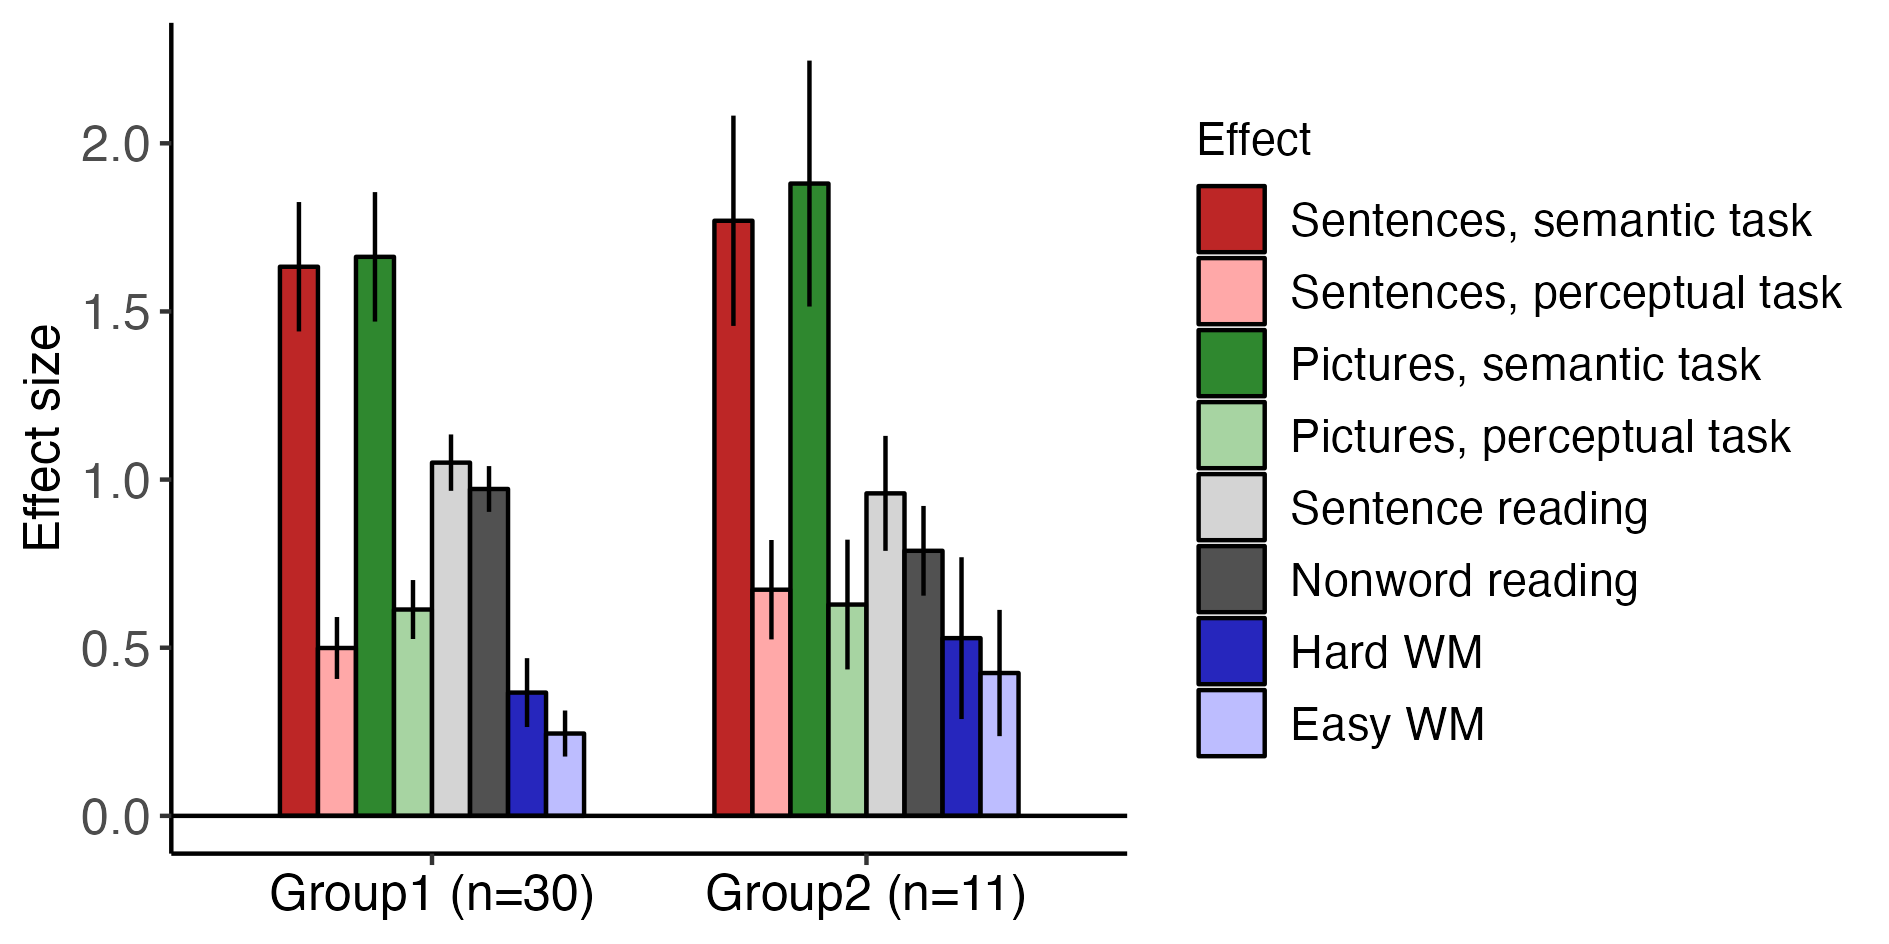 Effect size
2.0
1.5
1.0
0.5
0.0
Group1 (n=30)
Group2 (n=11)
Effect
Sentences, semantic task
Sentences, perceptual task
Pictures, semantic task
Pictures, perceptual task
Sentence reading
Nonword reading
Hard WM
Easy WM